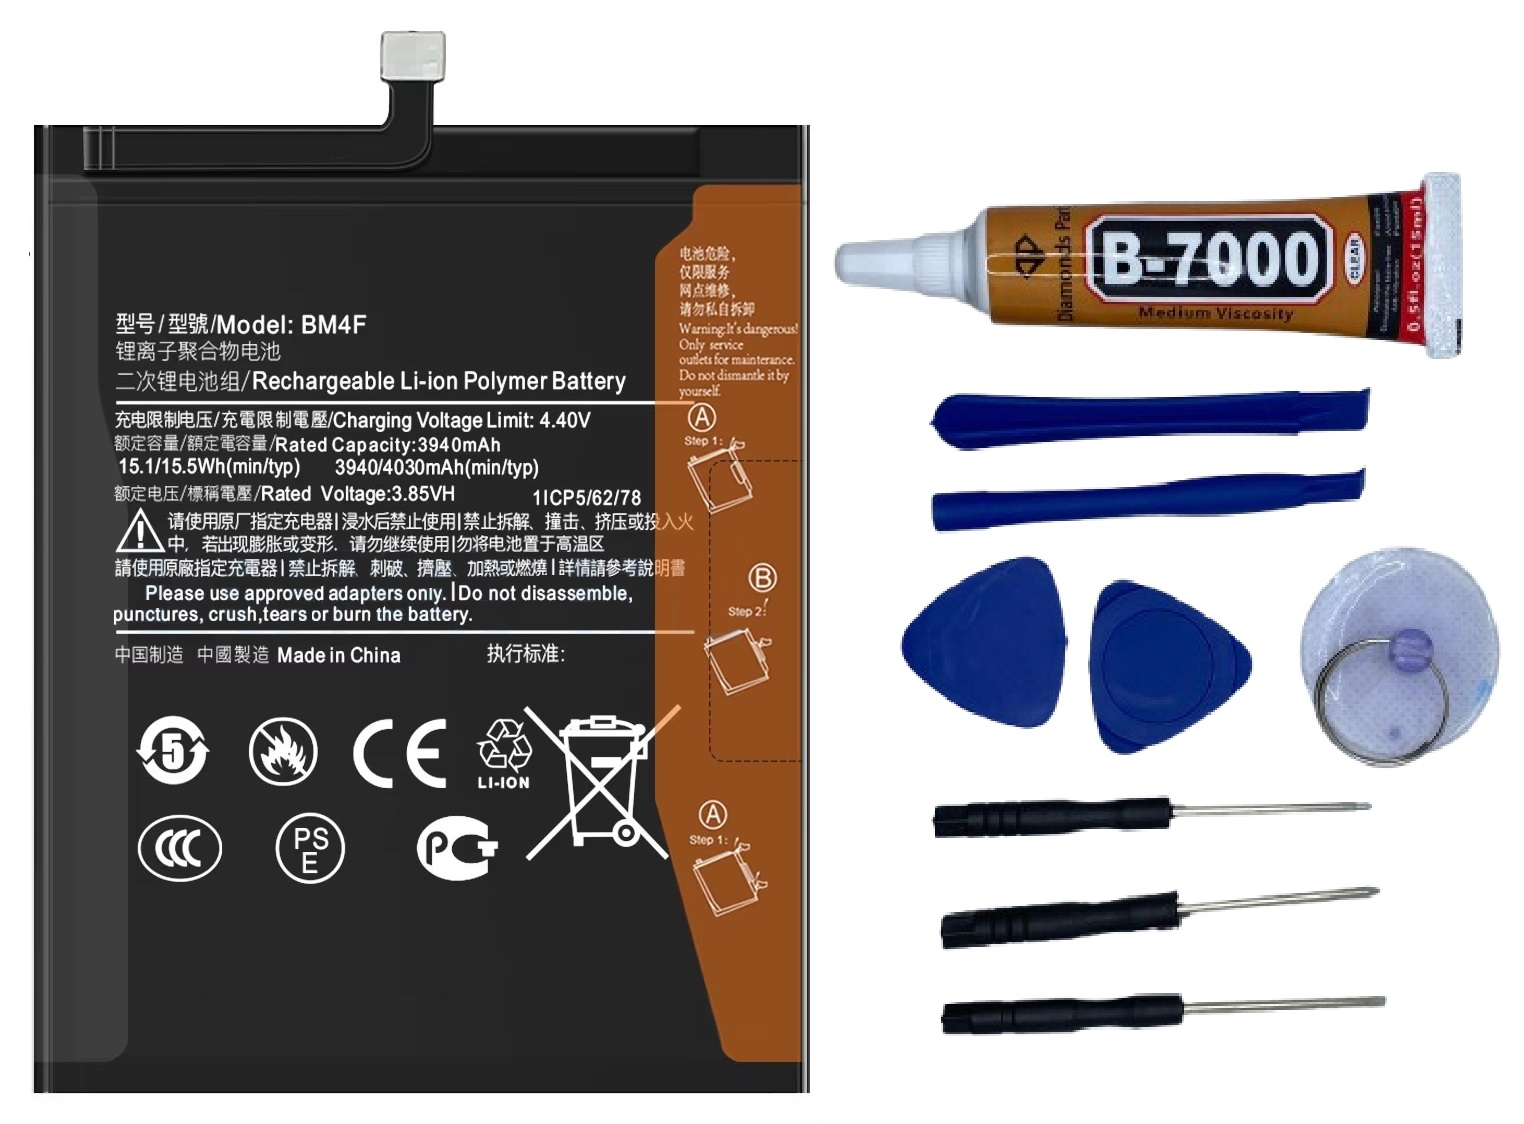 型号/型號/Model: BM4F
锂离子聚合物电池
二次锂电池组/Rechargeable Li-ion Polymer Battery
充电限制电压/充電限制電壓/Charging Voltage Limit: 4.40V
额定容量/額定電容量/Rated Capacity:3940mAh
15.1/15.5Wh(min/typ) 3940/4030mAh(min/typ)
额定电压/標稱電壓/Rated Voltage:3.85VH 1ICP5/62/78
请使用原厂指定充电器|浸水后禁止使用|禁止拆解、撞击、挤压或投入火
中, 若出现膨胀或变形. 请勿继续使用|勿将电池置于高温区
請使用原廠指定充電器|禁止拆解、刺破、擠壓、加熱或燃燒|詳情請參考說明書
Please use approved adapters only. |Do not disassemble,
punctures, crush,tears or burn the battery.
中国制造 中國製造 Made in China 执行标准:
5
CE
LI-ION
CCC
PS
E
PCT
电池危险,
仅限服务
网点维修,
请勿私自拆卸
Warning:It's dangerous!
Only service
outlets for mainterance.
Do not dismantle it by
yourself.
A
Step 1:
B
Step 2:
A
Step 1:
Diamonds Part
B-7000
CLEAR
Medium Viscosity
0.5fl.oz(15ml)